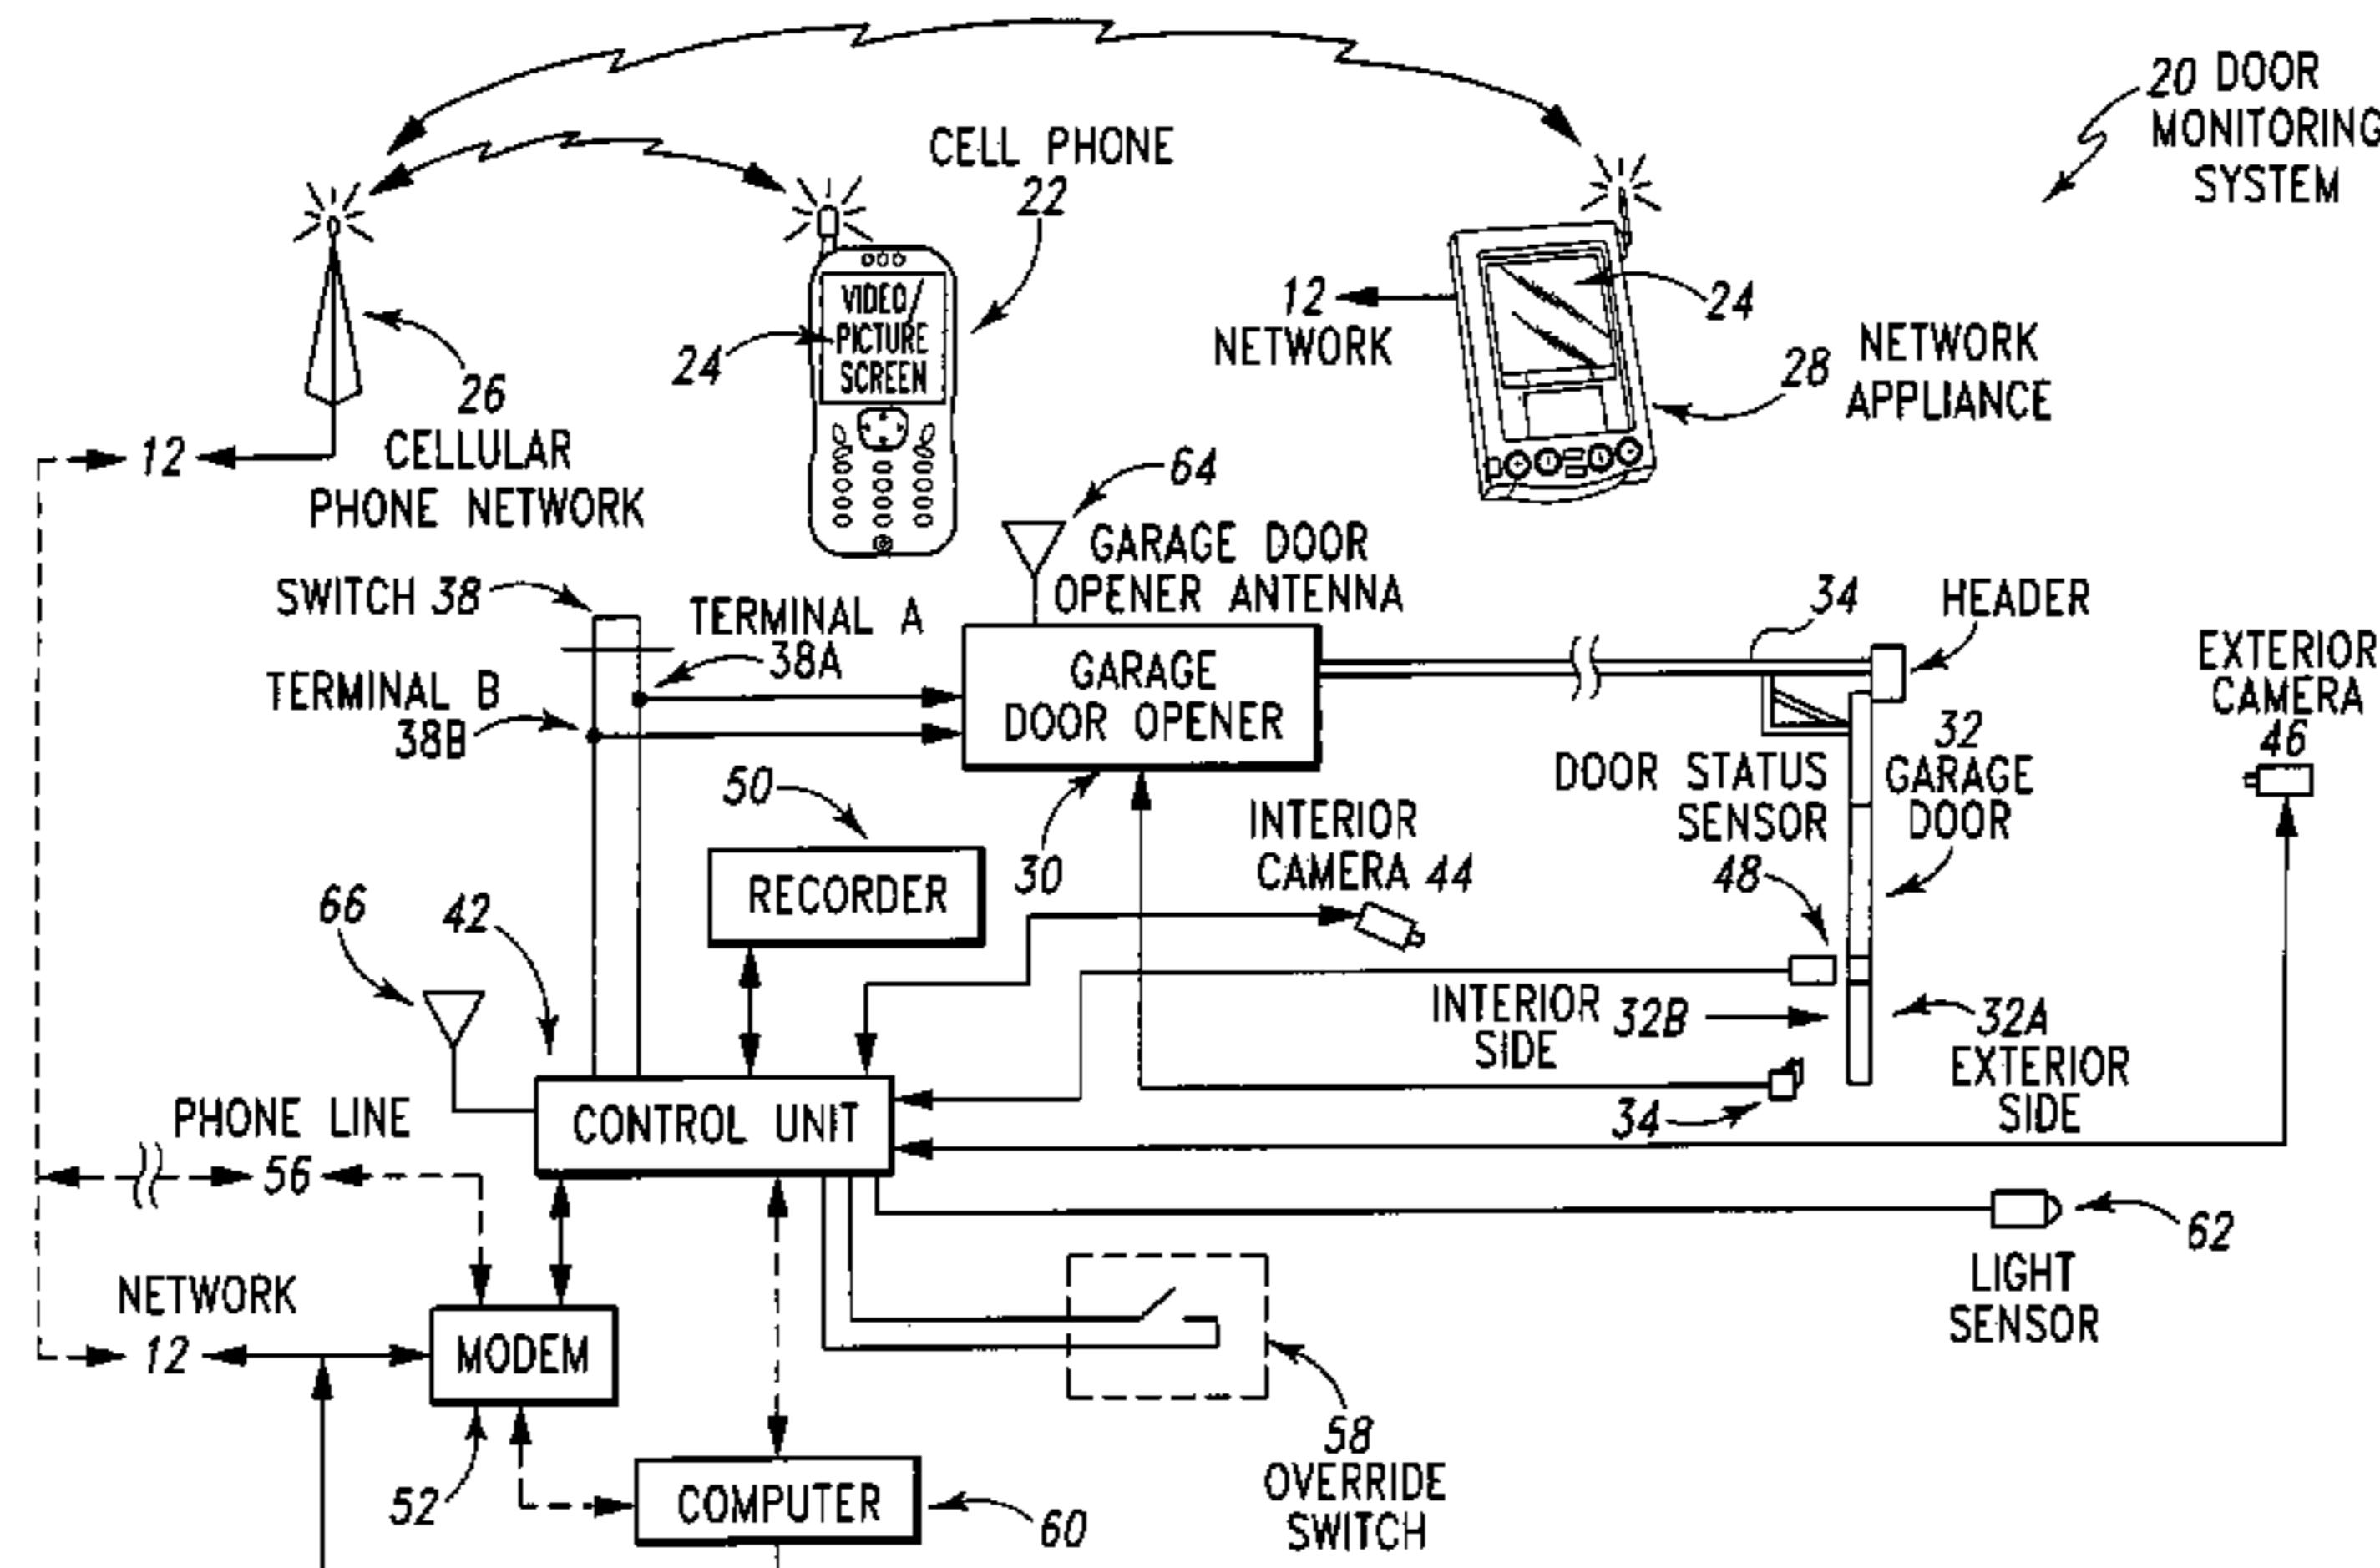 20 DOOR
MONITORING
SYSTEM
CELL PHONE
22
VIDEO/
PICTURE
SCREEN
24
26
CELLULAR
PHONE NETWORK
12
12
NETWORK
24
28
NETWORK
APPLIANCE
64
GARAGE DOOR
OPENER ANTENNA
SWITCH 38
TERMINAL A
38A
TERMINAL B
38B
GARAGE
DOOR OPENER
30
34
HEADER
EXTERIOR
CAMERA
46
DOOR STATUS
SENSOR
48
32
GARAGE
DOOR
50
RECORDER
INTERIOR
CAMERA 44
66
42
INTERIOR
SIDE
32B
32A
EXTERIOR
SIDE
34
CONTROL UNIT
PHONE LINE
56
62
LIGHT
SENSOR
NETWORK
12
MODEM
52
COMPUTER
60
58
OVERRIDE
SWITCH